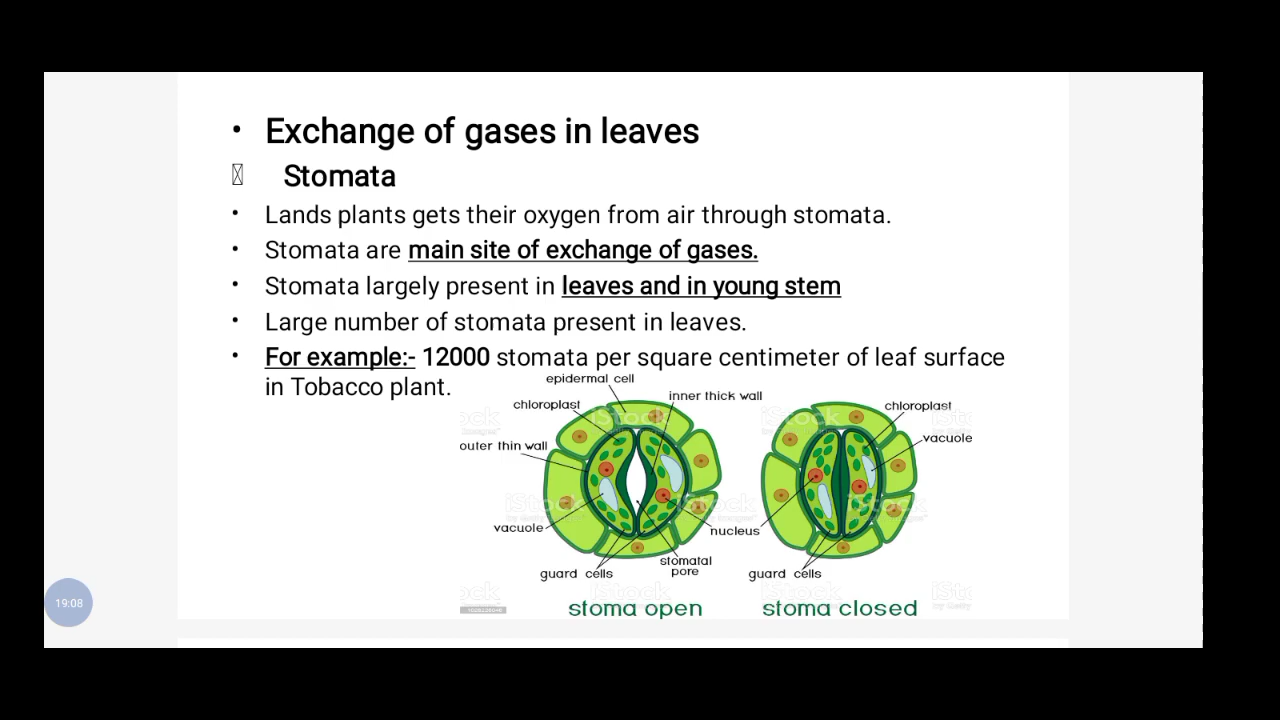 • Exchange of gases in leaves
Stomata
• Lands plants gets their oxygen from air through stomata.
• Stomata are main site of exchange of gases.
• Stomata largely present in leaves and in young stem
• Large number of stomata present in leaves.
• For example:- 12000 stomata per square centimeter of leaf surface
in Tobacco plant.
epidermal cell
inner thick wall
chloroplast
chloroplast
outer thin wall
vacuole
vacuole
nucleus
stomatal
pore
guard cells
guard cells
stoma open
stoma closed
iStock
iStock
19:08